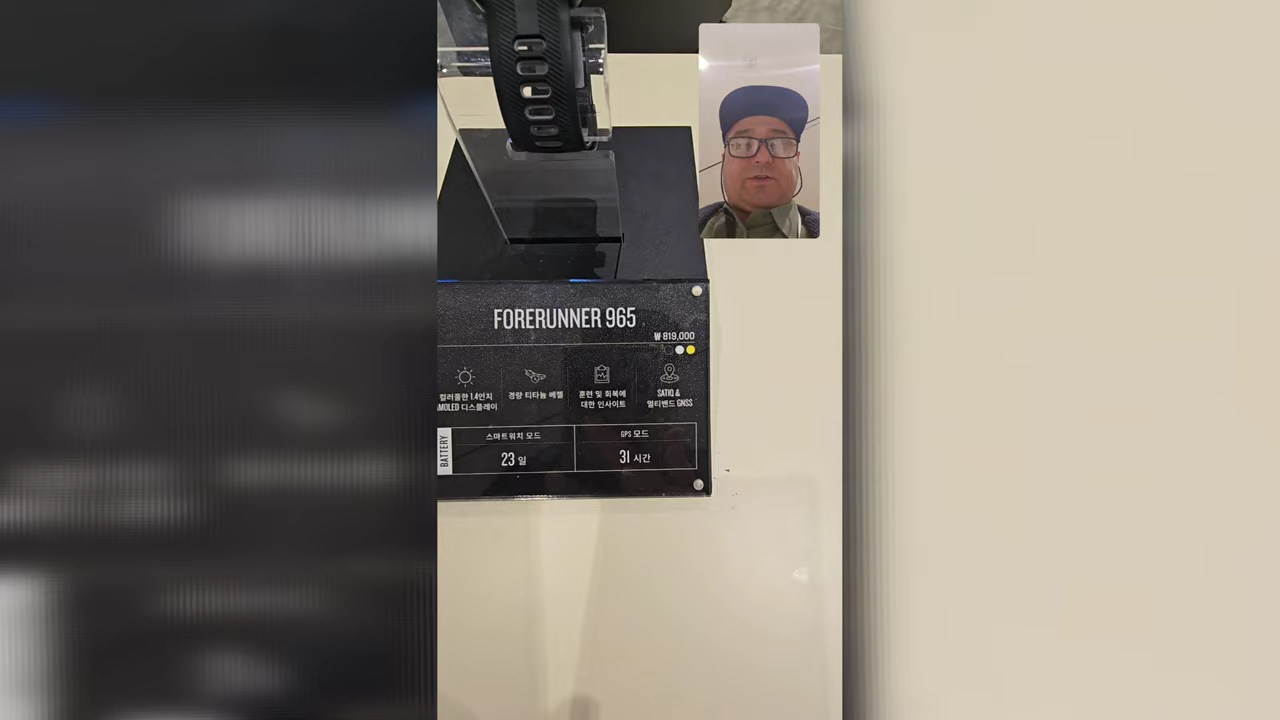 FORERUNNER 965
₩ 819,000
컬러풀한 1.4인치
AMOLED 디스플레이
경량 티타늄 베젤
훈련 및 회복에
대한 인사이트
SATIQ &
멀티밴드 GNSS
BATTERY
스마트워치 모드
23 일
GPS 모드
31 시간